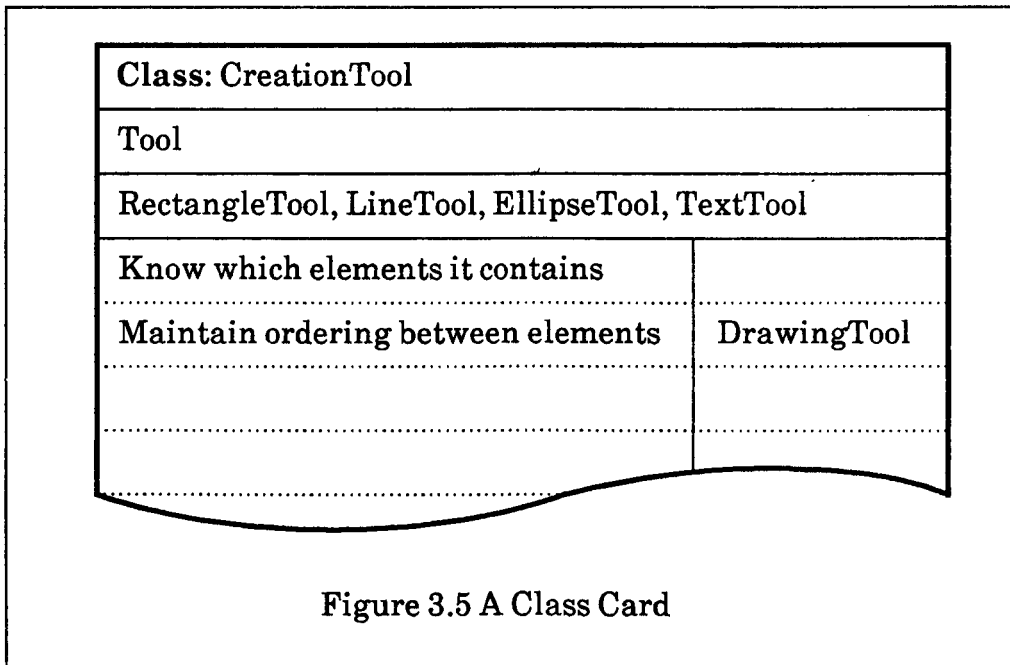 Class: CreationTool
Tool
RectangleTool, LineTool, EllipseTool, TextTool
Know which elements it contains
Maintain ordering between elements DrawingTool
Figure 3.5 A Class Card